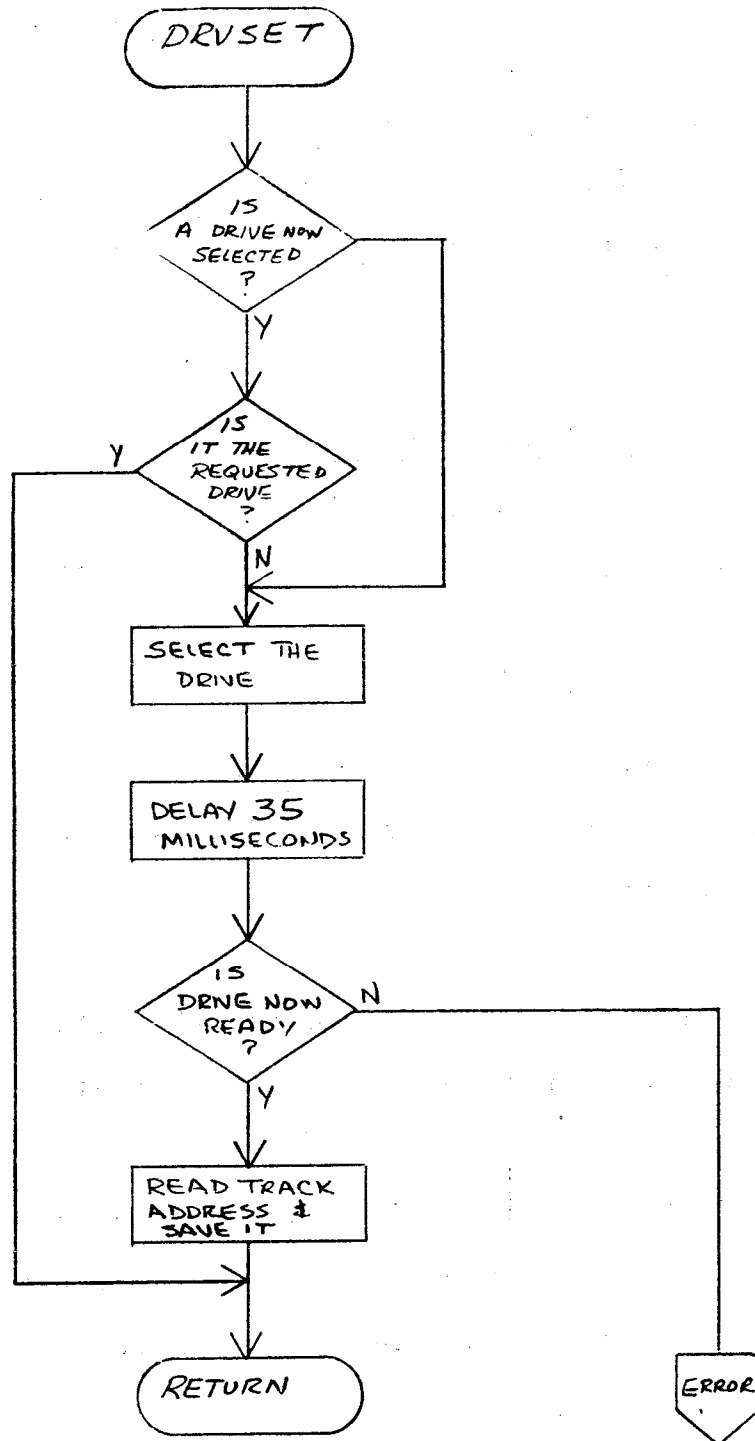 DRVSET
IS
A DRIVE NOW
SELECTED
?
Y
IS
IT THE
REQUESTED
DRIVE
?
Y
N
SELECT THE
DRIVE
DELAY 35
MILLISECONDS
IS
DRIVE NOW
READY
?
N
Y
READ TRACK
ADDRESS &
SAVE IT
RETURN
ERROR